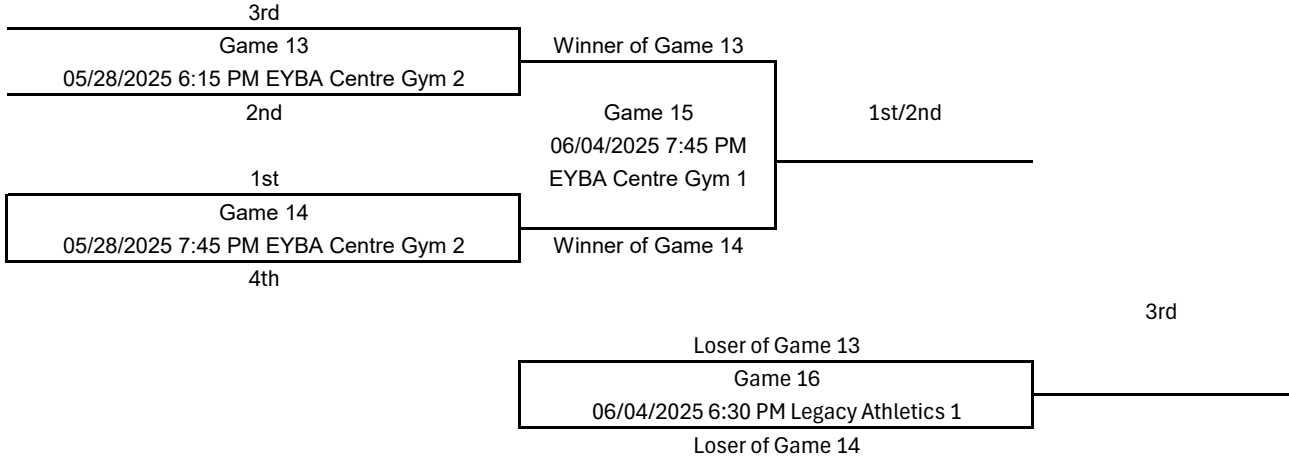 3rd
Game 13
05/28/2025 6:15 PM EYBA Centre Gym 2
2nd
1st
Game 14
05/28/2025 7:45 PM EYBA Centre Gym 2
4th
Winner of Game 13
Game 15
06/04/2025 7:45 PM
EYBA Centre Gym 1
Winner of Game 14
1st/2nd
Loser of Game 13
Game 16
06/04/2025 6:30 PM Legacy Athletics 1
Loser of Game 14
3rd